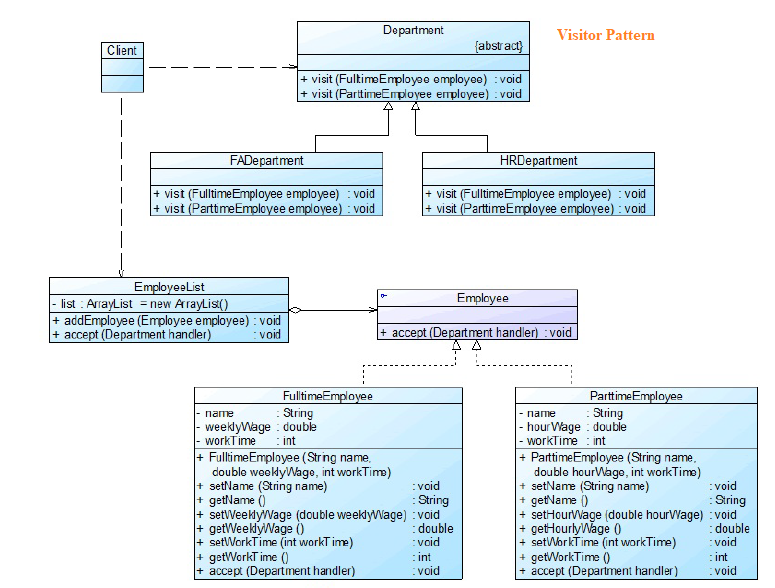 Visitor Pattern
Client
Department
{abstract}
+ visit (FulltimeEmployee employee) : void
+ visit (ParttimeEmployee employee) : void
FADepartment
+ visit (FulltimeEmployee employee) : void
+ visit (ParttimeEmployee employee) : void
HRDepartment
+ visit (FulltimeEmployee employee) : void
+ visit (ParttimeEmployee employee) : void
EmployeeList
- list : ArrayList = new ArrayList()
+ addEmployee (Employee employee) : void
+ accept (Department handler) : void
Employee
+ accept (Department handler) : void
FulltimeEmployee
- name : String
- weeklyWage : double
- workTime : int
+ FulltimeEmployee (String name,
double weeklyWage, int workTime)
+ setName (String name) : void
+ getName () : String
+ setWeeklyWage (double weeklyWage) : void
+ getWeeklyWage () : double
+ setWorkTime (int workTime) : void
+ getWorkTime () : int
+ accept (Department handler) : void
ParttimeEmployee
- name : String
- hourWage : double
- workTime : int
+ ParttimeEmployee (String name,
double hourWage, int workTime)
+ setName (String name) : void
+ getName () : String
+ setHourWage (double hourWage) : void
+ getHourlyWage () : double
+ setWorkTime (int workTime) : void
+ getWorkTime () : int
+ accept (Department handler) : void